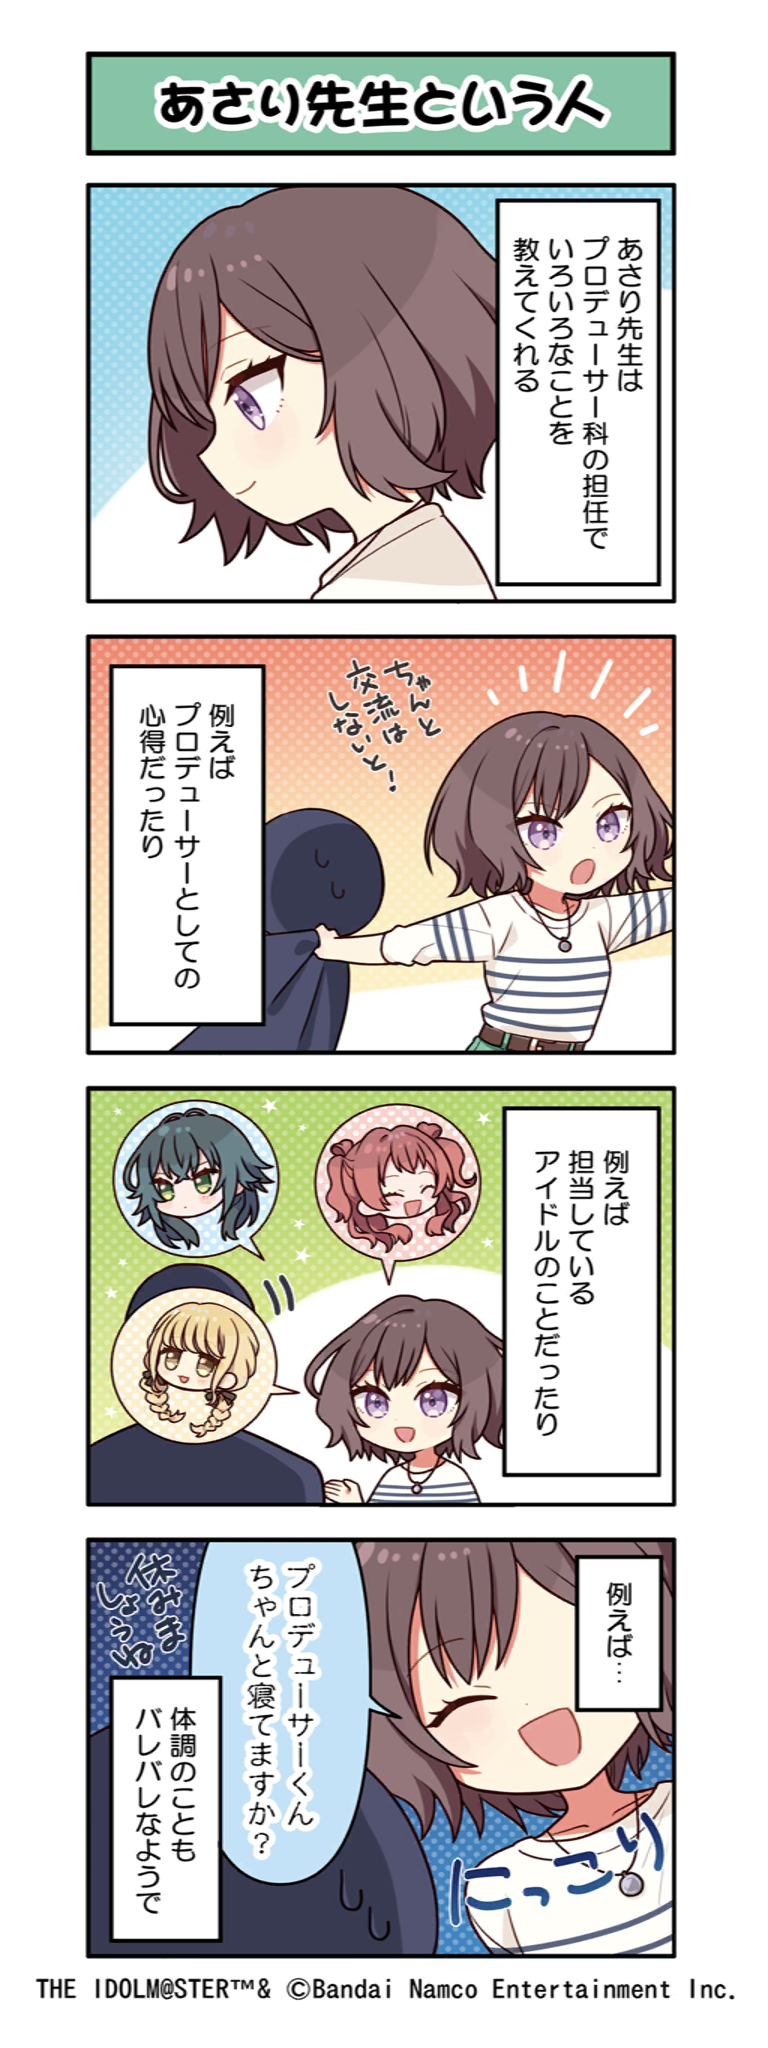 あさり先生という人
あさり先生は
プロデューサー科の担任で
いろいろなことを
教えてくれる
ちゃんと
交流は
しないと!
例えば
プロデューサーとしての
心得だったり
例えば
担当している
アイドルのことだったり
例えば…
プロデューサーくん
ちゃんと寝てますか?
休みま
しょうね
体調のことも
バレバレなようで
にっこり
THE IDOLM@STER™& ©Bandai Namco Entertainment Inc.